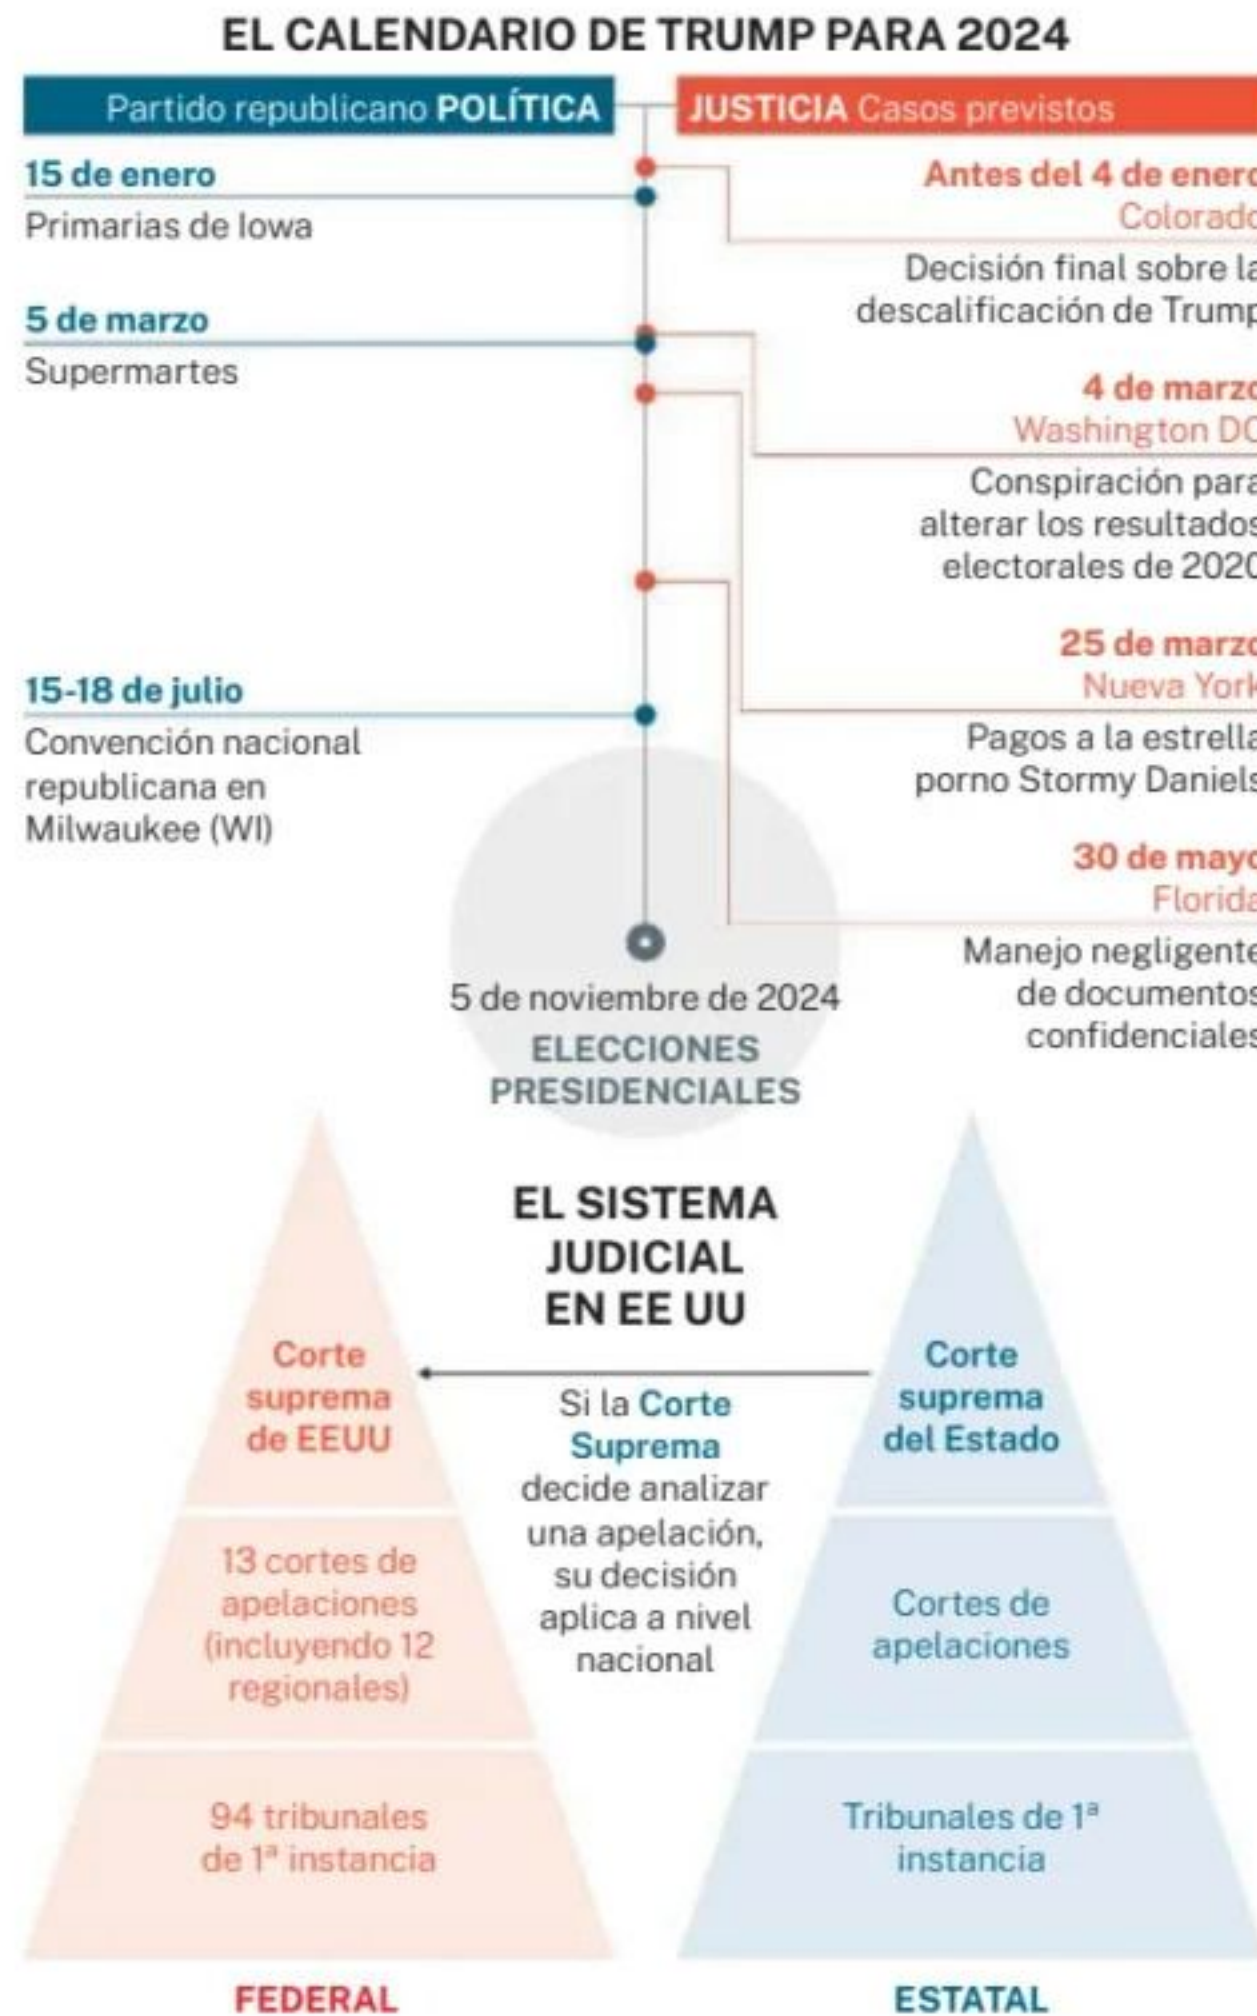 EL CALENDARIO DE TRUMP PARA 2024
Partido republicano POLÍTICA
JUSTICIA Casos previstos
15 de enero
Primarias de Iowa
5 de marzo
Supermartes
15-18 de julio
Convención nacional
republicana en
Milwaukee (WI)
Antes del 4 de enero
Colorado
Decisión final sobre la
descalificación de Trump
4 de marzo
Washington DC
Conspiración para
alterar los resultados
electorales de 2020
25 de marzo
Nueva York
Pagos a la estrella
porno Stormy Daniels
30 de mayo
Florida
Manejo negligente
de documentos
confidenciales
5 de noviembre de 2024
ELECCIONES
PRESIDENCIALES
EL SISTEMA
JUDICIAL
EN EE UU
Corte
suprema
de EEUU
13 cortes de
apelaciones
(incluyendo 12
regionales)
94 tribunales
de 1ª instancia
FEDERAL
Si la Corte
Suprema
decide analizar
una apelación,
su decisión
aplica a nivel
nacional
Corte
suprema
del Estado
Cortes de
apelaciones
Tribunales de 1ª
instancia
ESTATAL